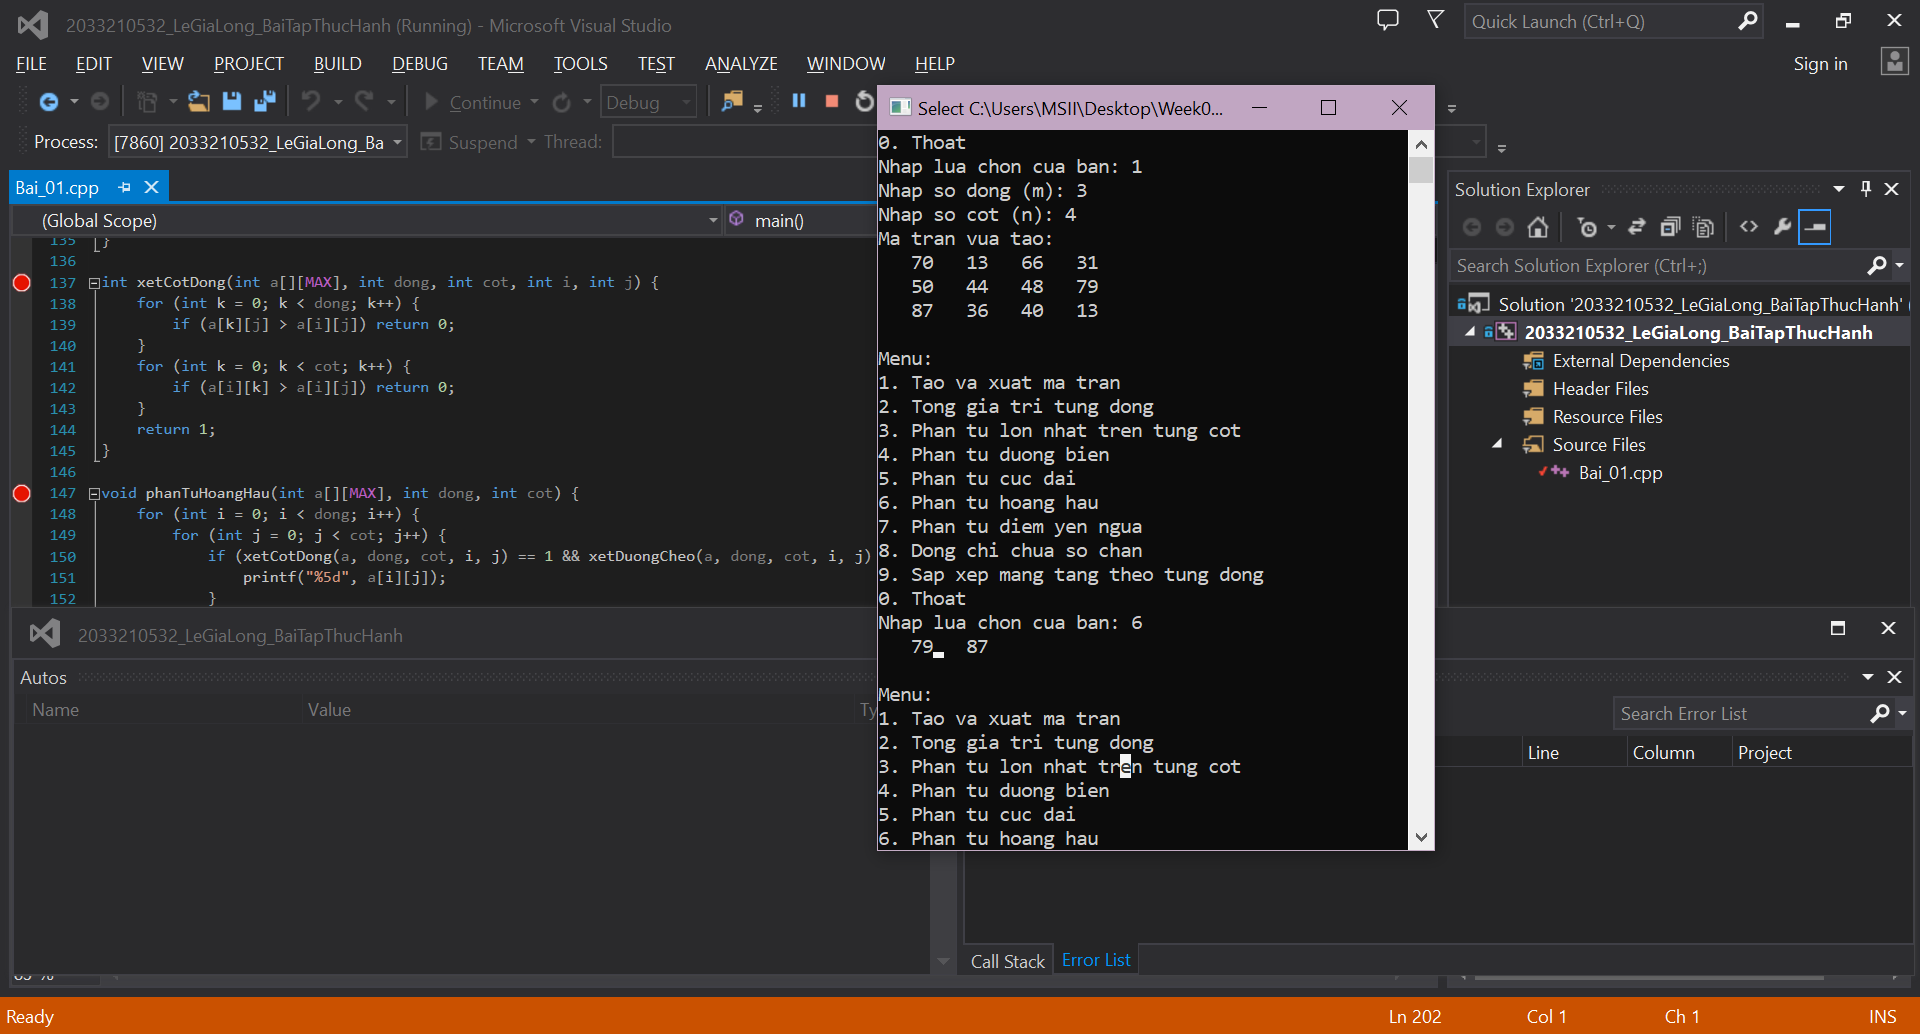 2033210532_LeGiaLong_BaiTapThucHanh (Running) - Microsoft Visual Studio
Quick Launch (Ctrl+Q)
FILE EDIT VIEW PROJECT BUILD DEBUG TEAM TOOLS TEST ANALYZE WINDOW HELP
Sign in
Continue
Debug
Process: [7860] 2033210532_LeGiaLong_Ba
Suspend
Thread:
Bai_01.cpp
(Global Scope)
main()
135 }
136
137 int xetCotDong(int a[][MAX], int dong, int cot, int i, int j) {
138 for (int k = 0; k < dong; k++) {
139 if (a[k][j] > a[i][j]) return 0;
140 }
141 for (int k = 0; k < cot; k++) {
142 if (a[i][k] > a[i][j]) return 0;
143 }
144 return 1;
145 }
146
147 void phanTuHoangHau(int a[][MAX], int dong, int cot) {
148 for (int i = 0; i < dong; i++) {
149 for (int j = 0; j < cot; j++) {
150 if (xetCotDong(a, dong, cot, i, j) == 1 && xetDuongCheo(a, dong, cot, i, j)
151 printf("%5d", a[i][j]);
152 }
Select C:\Users\MSII\Desktop\Week0...
0. Thoat
Nhap lua chon cua ban: 1
Nhap so dong (m): 3
Nhap so cot (n): 4
Ma tran vua tao:
70 13 66 31
50 44 48 79
87 36 40 13
Menu:
1. Tao va xuat ma tran
2. Tong gia tri tung dong
3. Phan tu lon nhat tren tung cot
4. Phan tu duong bien
5. Phan tu cuc dai
6. Phan tu hoang hau
7. Phan tu diem yen ngua
8. Dong chi chua so chan
9. Sap xep mang tang theo tung dong
0. Thoat
Nhap lua chon cua ban: 6
79 87
Menu:
1. Tao va xuat ma tran
2. Tong gia tri tung dong
3. Phan tu lon nhat tren tung cot
4. Phan tu duong bien
5. Phan tu cuc dai
6. Phan tu hoang hau
Solution Explorer
Search Solution Explorer (Ctrl+;)
Solution '2033210532_LeGiaLong_BaiTapThucHanh' (
2033210532_LeGiaLong_BaiTapThucHanh
External Dependencies
Header Files
Resource Files
Source Files
Bai_01.cpp
2033210532_LeGiaLong_BaiTapThucHanh
Autos
Name Value Ty
Search Error List
Line Column Project
Call Stack Error List
Ready
Ln 202 Col 1 Ch 1 INS